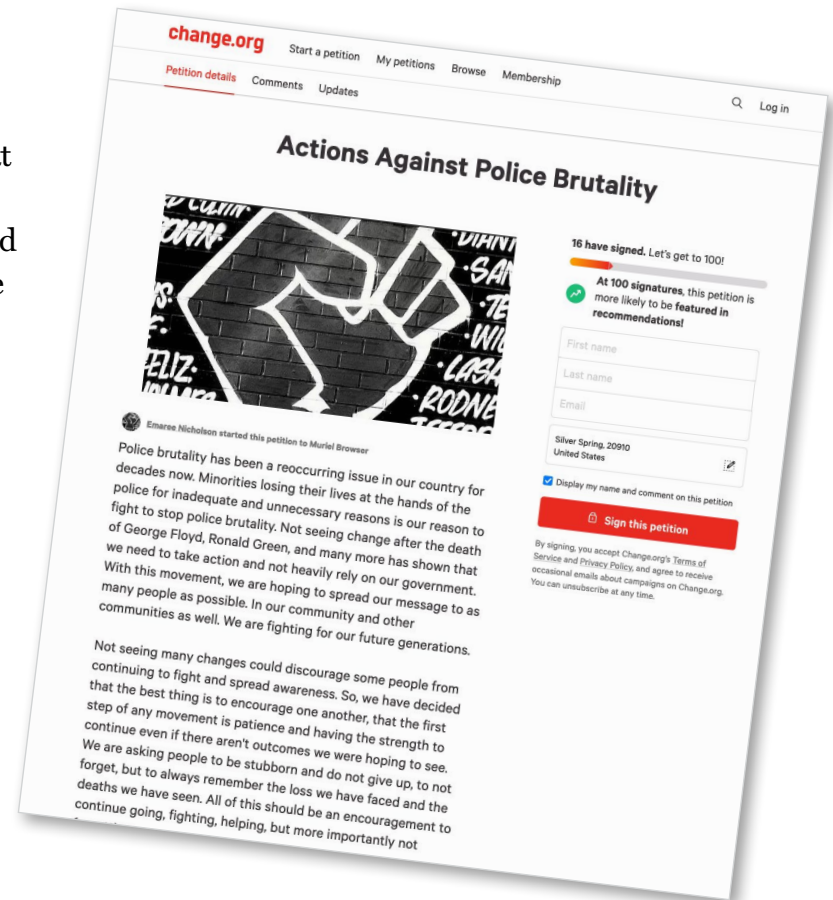 tt
d
e
change.org
Start a petition My petitions Browse Membership
Log in
Petition details Comments Updates
Actions Against Police Brutality
OWN
·SAN
·TE
·WIL
·LASH
·RODNE
FELIZ·
16 have signed. Let's get to 100!
At 100 signatures, this petition is
more likely to be featured in
recommendations!
First name
Last name
Email
Silver Spring, 20910
United States
Display my name and comment on this petition
Sign this petition
By signing, you accept Change.org's Terms of
Service and Privacy Policy, and agree to receive
occasional emails about campaigns on Change.org.
You can unsubscribe at any time.
Emaree Nicholson started this petition to Muriel Browser
Police brutality has been a reoccurring issue in our country for
decades now. Minorities losing their lives at the hands of the
police for inadequate and unnecessary reasons is our reason to
fight to stop police brutality. Not seeing change after the death
of George Floyd, Ronald Green, and many more has shown that
we need to take action and not heavily rely on our government.
With this movement, we are hoping to spread our message to as
many people as possible. In our community and other
communities as well. We are fighting for our future generations.
Not seeing many changes could discourage some people from
continuing to fight and spread awareness. So, we have decided
that the best thing is to encourage one another, that the first
step of any movement is patience and having the strength to
continue even if there aren't outcomes we were hoping to see.
We are asking people to be stubborn and do not give up, to not
forget, but to always remember the loss we have faced and the
deaths we have seen. All of this should be an encouragement to
continue going, fighting, helping, but more importantly not